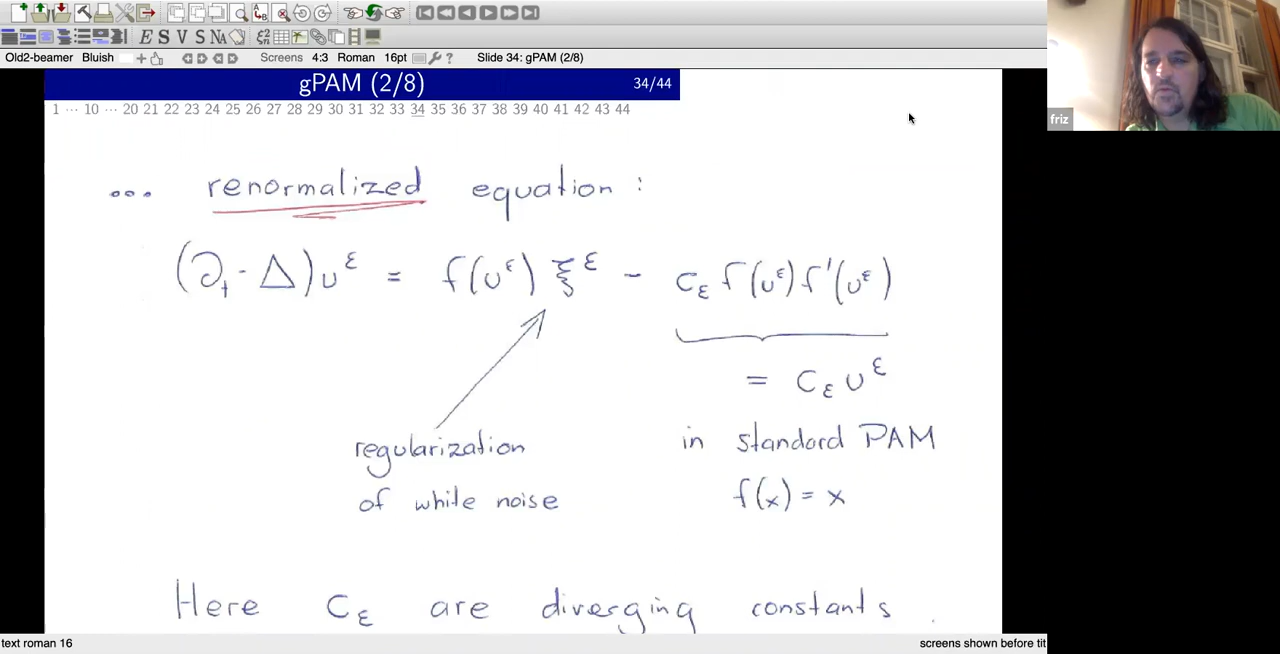 E S V S NA
Old2-beamer Bluish Screens 4:3 Roman 16pt Slide 34: gPAM (2/8)
gPAM (2/8) 34/44
1 ··· 10 ··· 20 21 22 23 24 25 26 27 28 29 30 31 32 33 34 35 36 37 38 39 40 41 42 43 44
friz
... renormalized equation :
(∂t - Δ)u^ε = f(u^ε) ξ^ε - c_ε f(u^ε) f'(u^ε)
= c_ε u^ε
regularization in standard PAM
of white noise f(x) = x
Here c_ε are diverging constants .
text roman 16 screens shown before tit